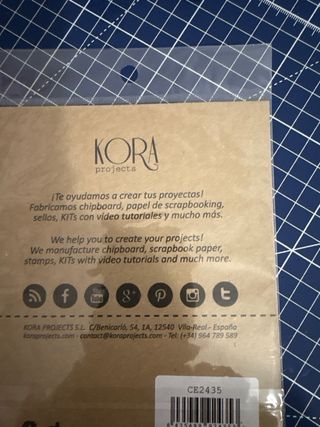 KORA
projects
¡Te ayudamos a crear tus proyectos!
Fabricamos chipboard, papel de scrapbooking,
sellos, KITs con vídeo tutoriales y mucho más.
We help you to create your projects!
We manufacture chipboard, scrapbook paper,
stamps, KITs with video tutorials and much more.
KORA PROJECTS S.L. C/Benicarló, 54, 1A, 12540 Vila-Real - España
koraprojects.com - contact@koraprojects.com - Tel: (+34) 964 789 589
CE2435